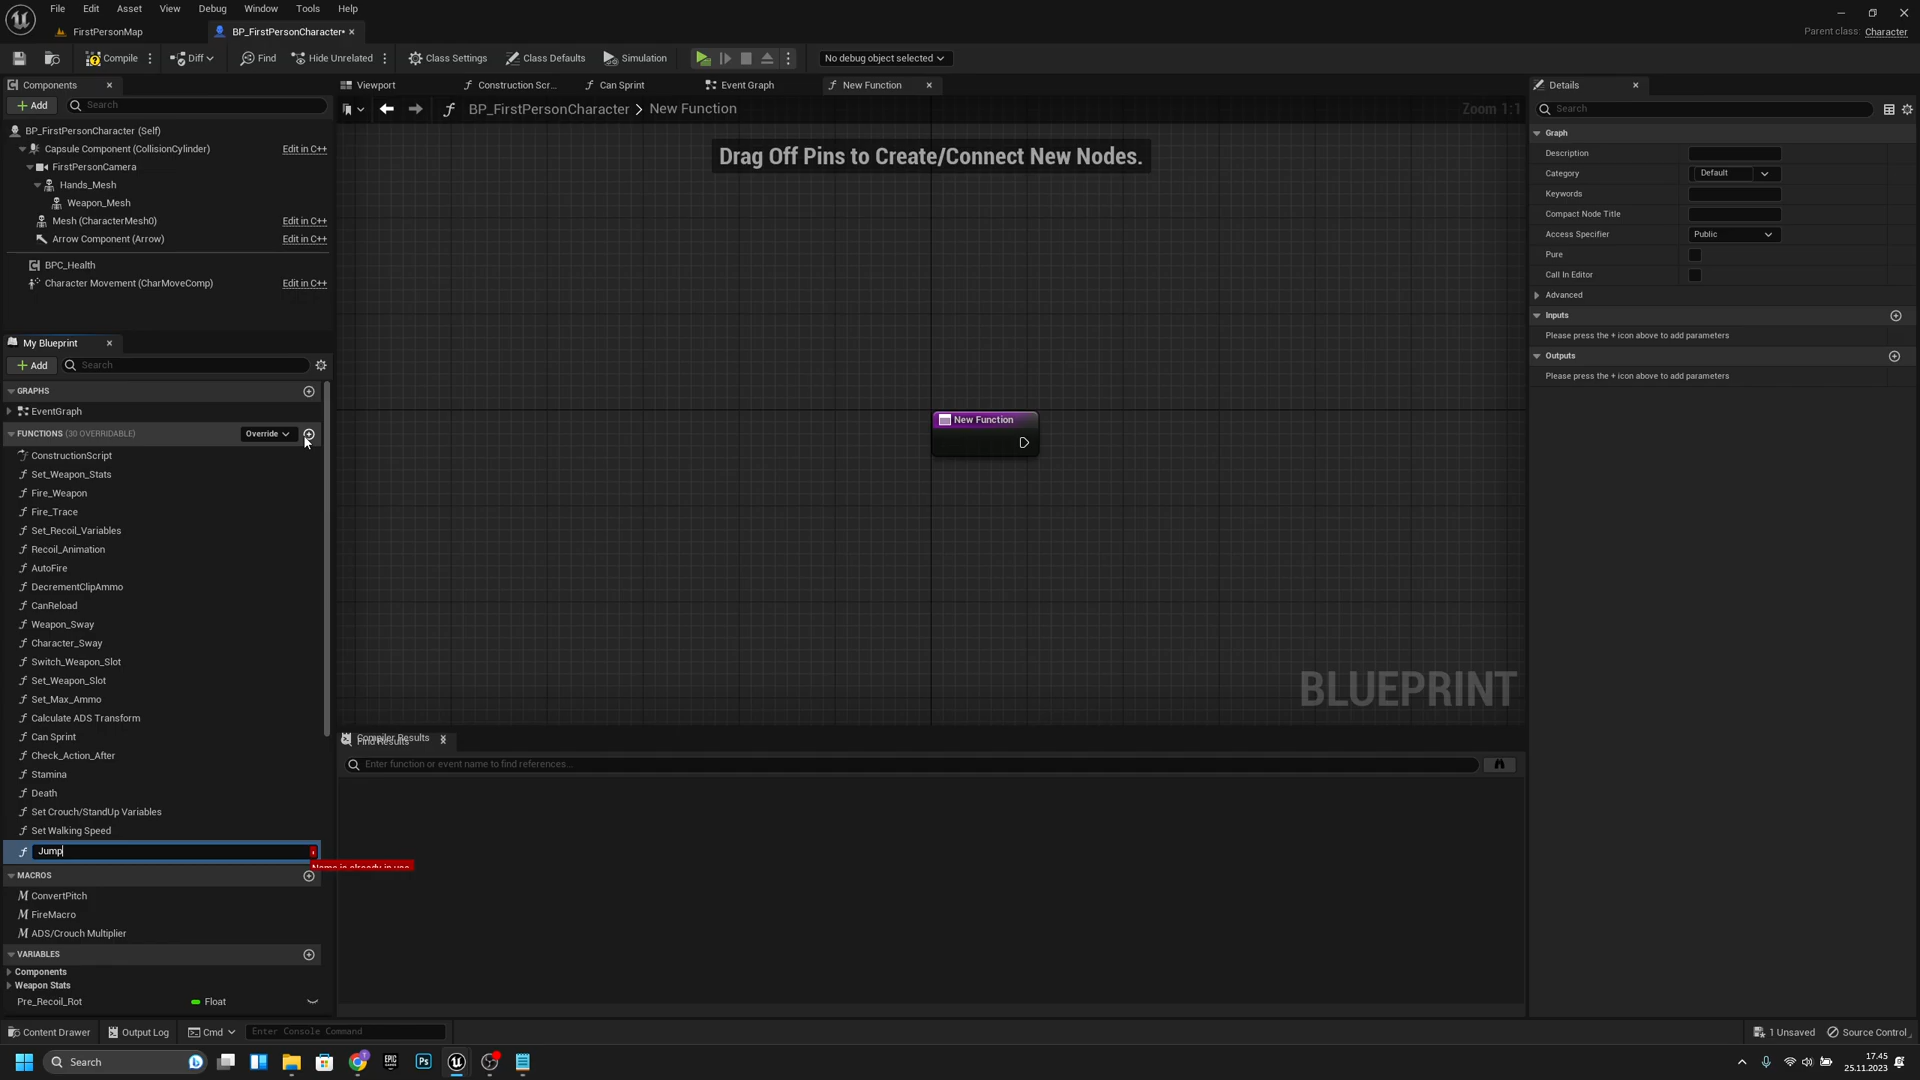 File Edit Asset View Debug Window Tools Help
FirstPersonMap
BP_FirstPersonCharacter•
Parent class: Character
Compile
Diff
Find
Hide Unrelated
Class Settings
Class Defaults
Simulation
No debug object selected
Components
Add
Search
BP_FirstPersonCharacter (Self)
Capsule Component (CollisionCylinder) Edit in C++
FirstPersonCamera
Hands_Mesh
Weapon_Mesh
Mesh (CharacterMesh0) Edit in C++
Arrow Component (Arrow) Edit in C++
BPC_Health
Character Movement (CharMoveComp) Edit in C++
My Blueprint
Add
Search
GRAPHS
EventGraph
FUNCTIONS (30 OVERRIDABLE) Override
ConstructionScript
Set_Weapon_Stats
Fire_Weapon
Fire_Trace
Set_Recoil_Variables
Recoil_Animation
AutoFire
DecrementClipAmmo
CanReload
Weapon_Sway
Character_Sway
Switch_Weapon_Slot
Set_Weapon_Slot
Set_Max_Ammo
Calculate ADS Transform
Can Sprint
Check_Action_After
Stamina
Death
Set Crouch/StandUp Variables
Set Walking Speed
Jump
Name is already in use.
MACROS
ConvertPitch
FireMacro
ADS/Crouch Multiplier
VARIABLES
Components
Weapon Stats
Pre_Recoil_Rot Float
Viewport
Construction Scr...
Can Sprint
Event Graph
New Function
BP_FirstPersonCharacter > New Function
Zoom 1:1
Drag Off Pins to Create/Connect New Nodes.
New Function
BLUEPRINT
Compiler Results
Find Results
Enter function or event name to find references...
Details
Search
Graph
Description
Category Default
Keywords
Compact Node Title
Access Specifier Public
Pure
Call In Editor
Advanced
Inputs
Please press the + icon above to add parameters
Outputs
Please press the + icon above to add parameters
Content Drawer
Output Log
Cmd
Enter Console Command
1 Unsaved
Source Control
Search
17.45
25.11.2023